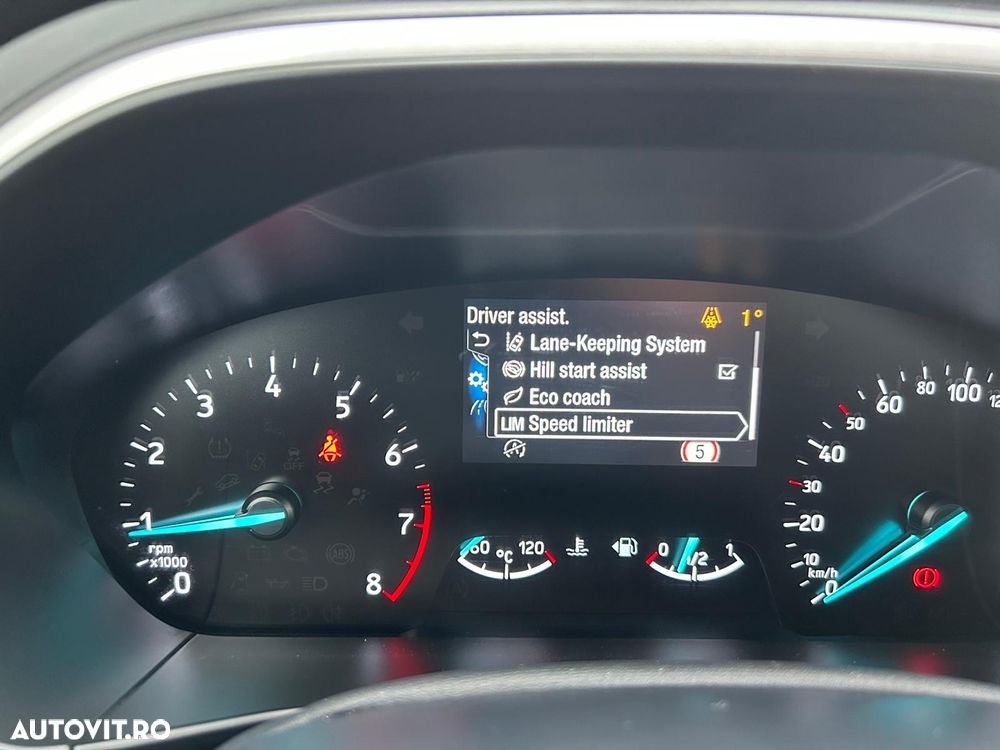 Driver assist.
1°
Lane-Keeping System
Hill start assist
Eco coach
LIM Speed limiter
5
0
1
2
3
4
5
6
7
8
rpm
x1000
OFF
ABS
60
°C
120
0
1/2
1
0
10
20
30
40
50
60
80
100
km/h
AUTOVIT.RO